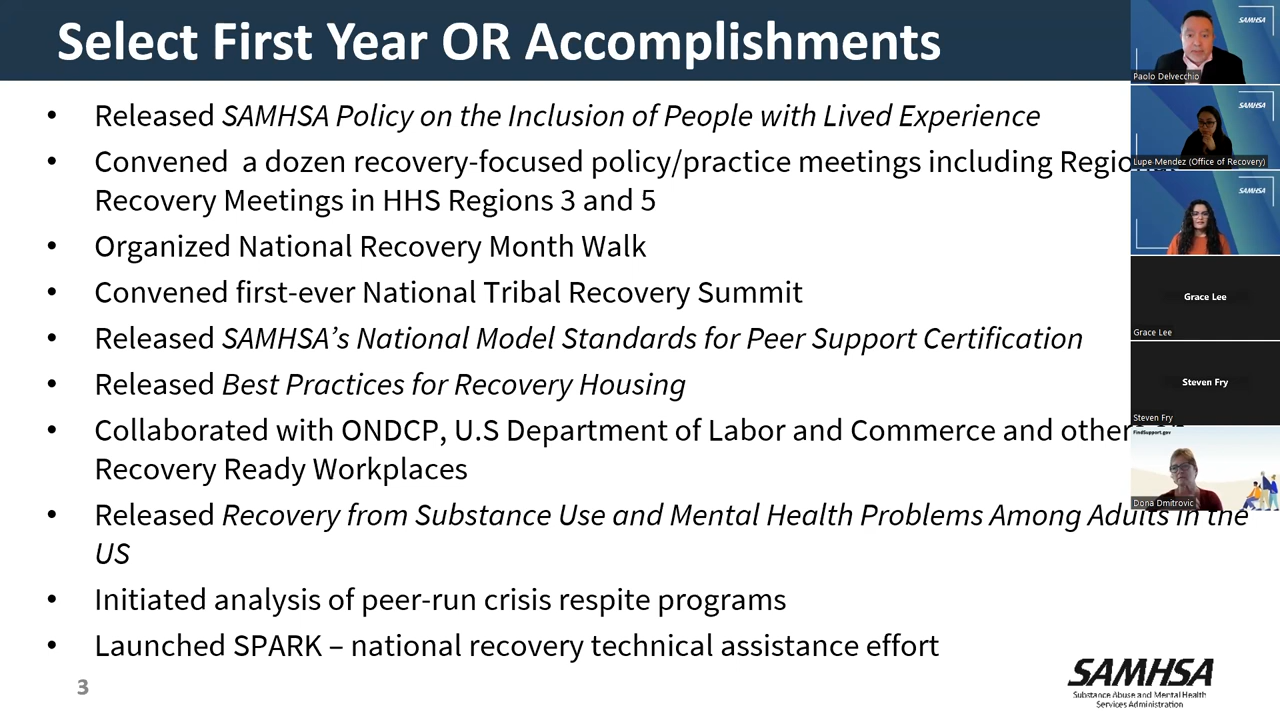 Select First Year OR Accomplishments
• Released SAMHSA Policy on the Inclusion of People with Lived Experience
• Convened a dozen recovery-focused policy/practice meetings including
Recovery Meetings in HHS Regions 3 and 5
• Organized National Recovery Month Walk
• Convened first-ever National Tribal Recovery Summit
• Released SAMHSA’s National Model Standards for Peer Support Certification
• Released Best Practices for Recovery Housing
• Collaborated with ONDCP, U.S Department of Labor and Commerce and
Recovery Ready Workplaces
• Released Recovery from Substance Use and Mental Health Problems Among Adults in the
US
• Initiated analysis of peer-run crisis respite programs
• Launched SPARK – national recovery technical assistance effort
3
SAMHSA
Substance Abuse and Mental Health
Services Administration
SAMHSA
Paolo Delvecchio
SAMHSA
Lupe Mendez (Office of Recovery)
SAMHSA
Grace Lee
Grace Lee
Steven Fry
Steven Fry
FindSupport.gov
Dona Dmitrovic